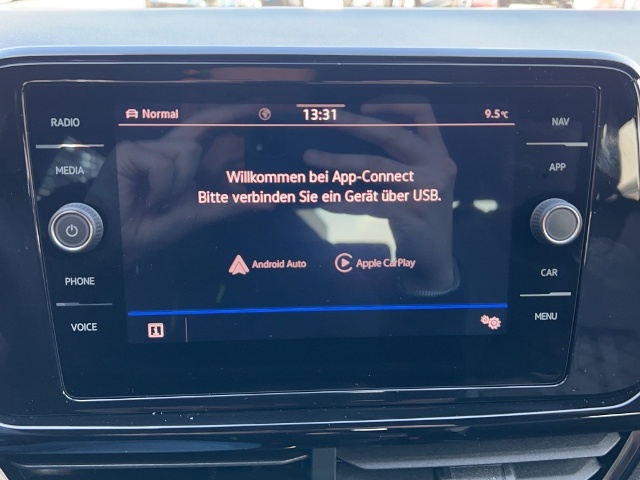 RADIO
MEDIA
PHONE
VOICE
Normal
13:31
9.5°C
Willkommen bei App-Connect
Bitte verbinden Sie ein Gerät über USB.
Android Auto
Apple CarPlay
NAV
APP
CAR
MENU